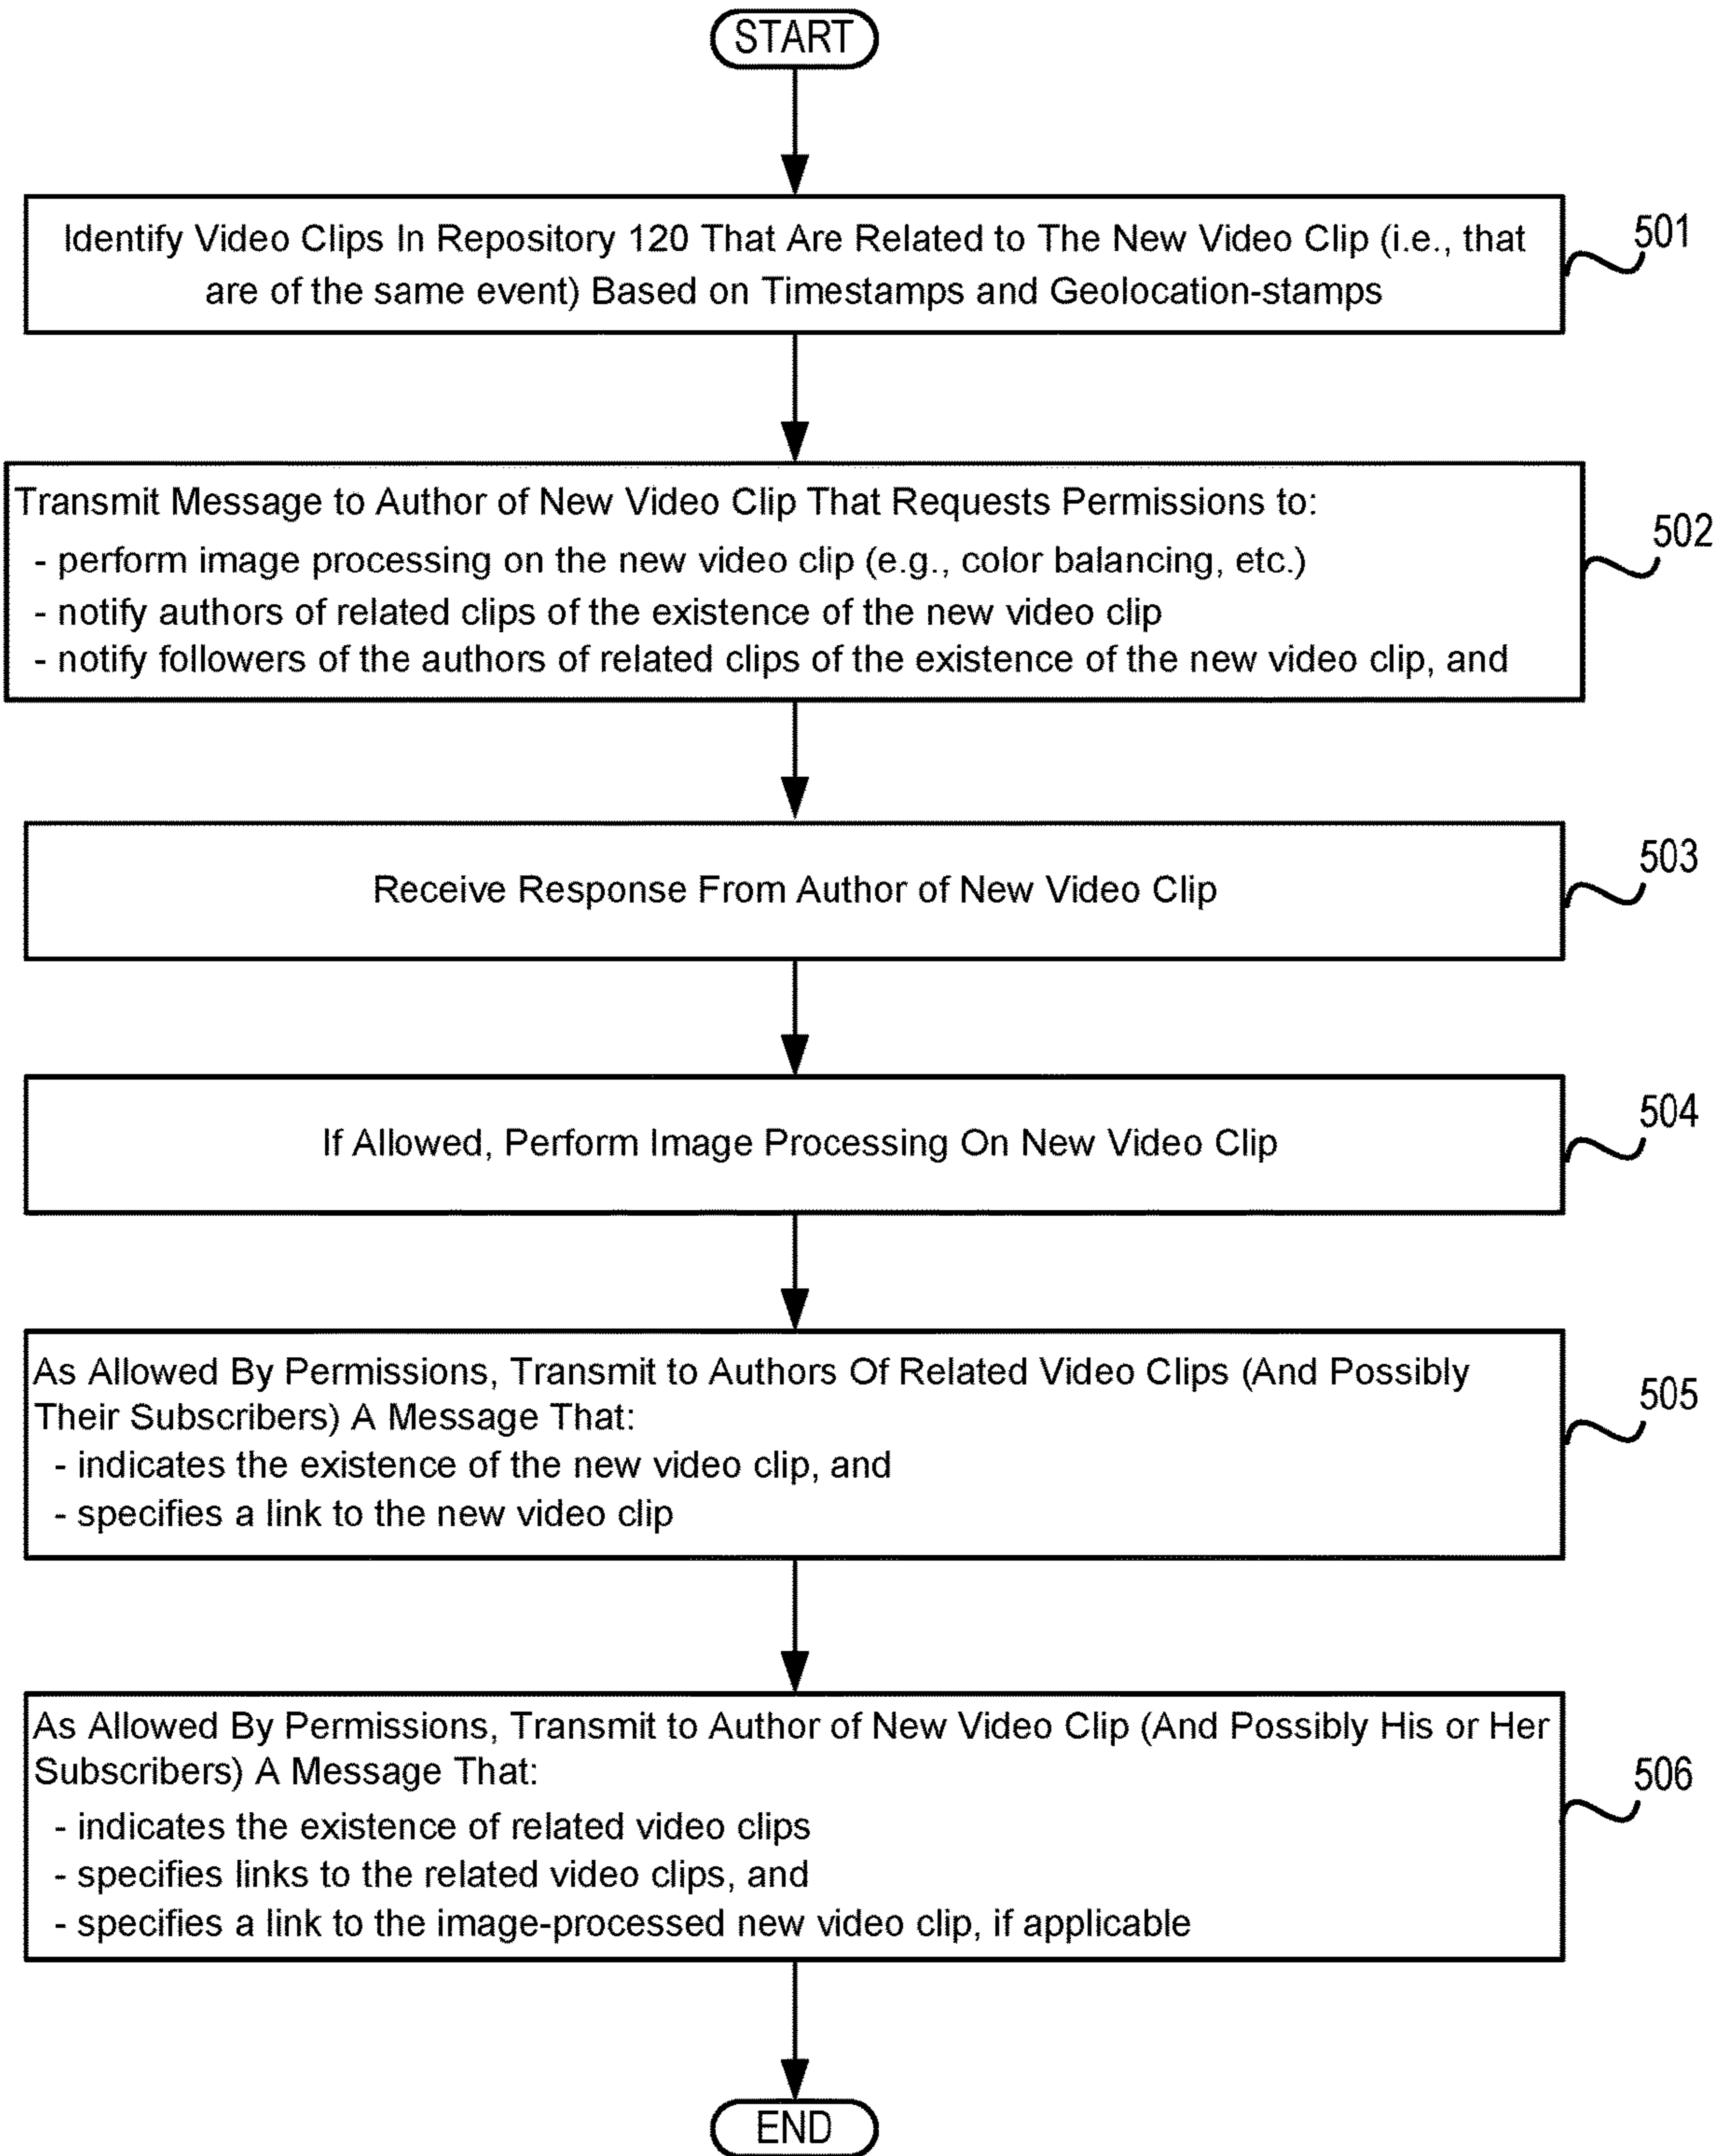 START
Identify Video Clips In Repository 120 That Are Related to The New Video Clip (i.e., that
are of the same event) Based on Timestamps and Geolocation-stamps
501
Transmit Message to Author of New Video Clip That Requests Permissions to:
- perform image processing on the new video clip (e.g., color balancing, etc.)
- notify authors of related clips of the existence of the new video clip
- notify followers of the authors of related clips of the existence of the new video clip, and
502
Receive Response From Author of New Video Clip
503
If Allowed, Perform Image Processing On New Video Clip
504
As Allowed By Permissions, Transmit to Authors Of Related Video Clips (And Possibly
Their Subscribers) A Message That:
- indicates the existence of the new video clip, and
- specifies a link to the new video clip
505
As Allowed By Permissions, Transmit to Author of New Video Clip (And Possibly His or Her
Subscribers) A Message That:
- indicates the existence of related video clips
- specifies links to the related video clips, and
- specifies a link to the image-processed new video clip, if applicable
506
END